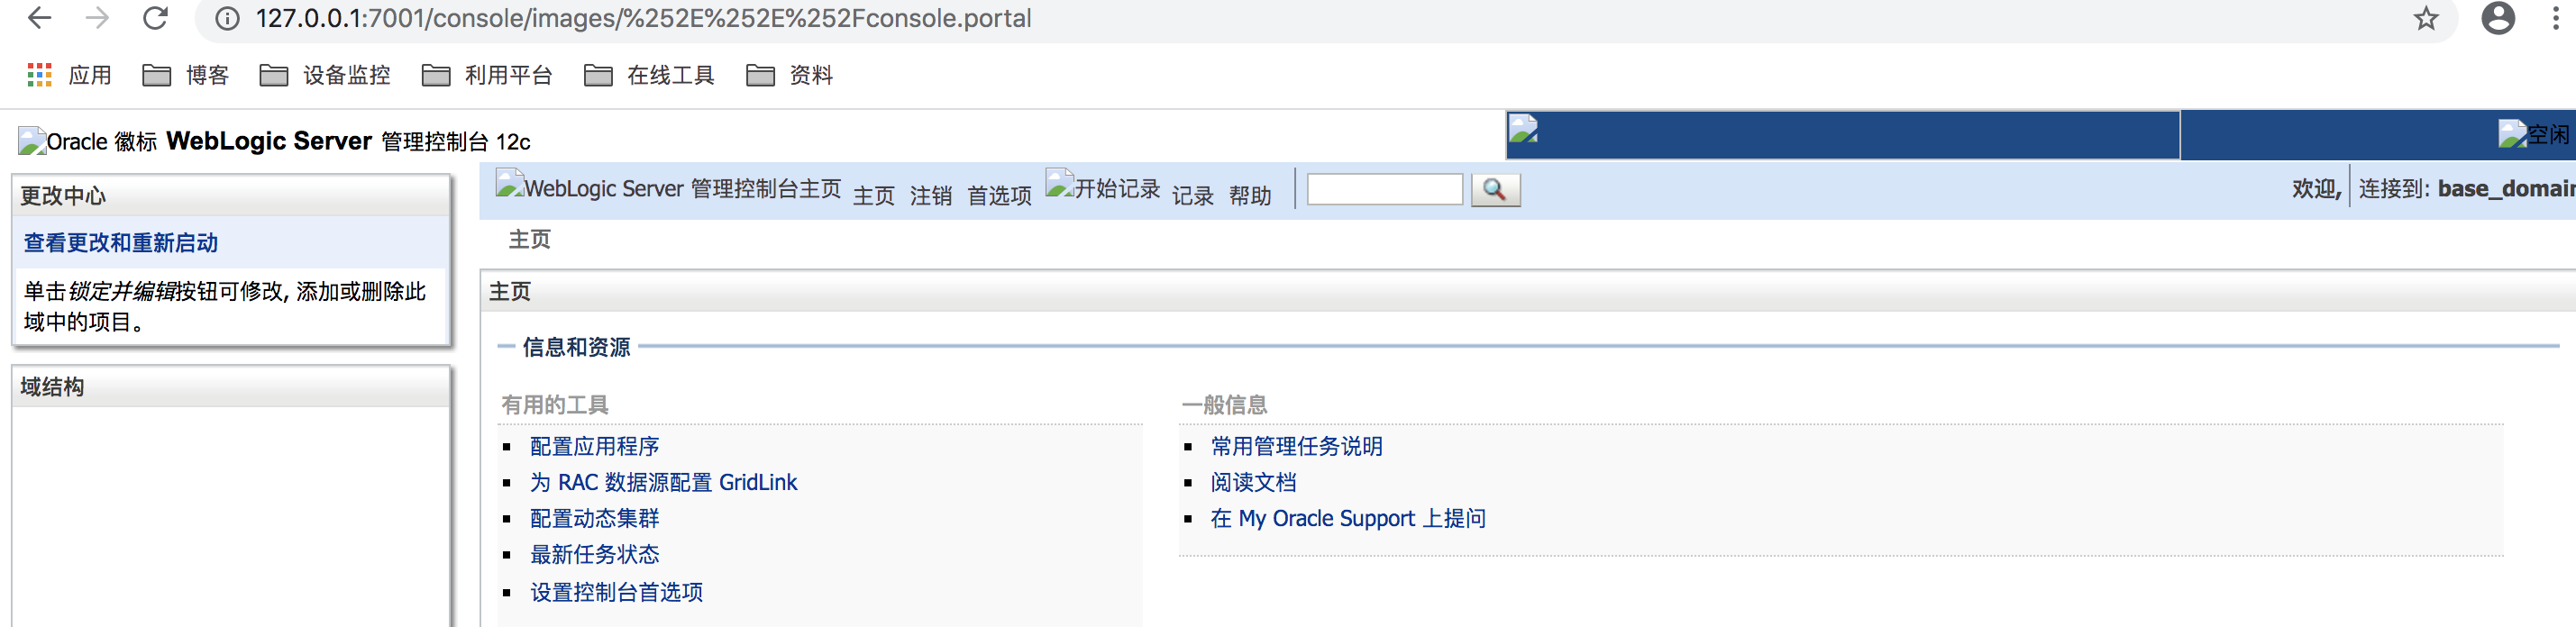 127.0.0.1:7001/console/images/%252E%252E%252Fconsole.portal
应用 博客 设备监控 利用平台 在线工具 资料
Oracle 徽标 WebLogic Server 管理控制台 12c
空闲
更改中心
查看更改和重新启动
单击锁定并编辑按钮可修改, 添加或删除此
域中的项目。
域结构
WebLogic Server 管理控制台主页 主页 注销 首选项 开始记录 记录 帮助
欢迎, 连接到: base_domain
主页
主页
信息和资源
有用的工具
配置应用程序
为 RAC 数据源配置 GridLink
配置动态集群
最新任务状态
设置控制台首选项
一般信息
常用管理任务说明
阅读文档
在 My Oracle Support 上提问